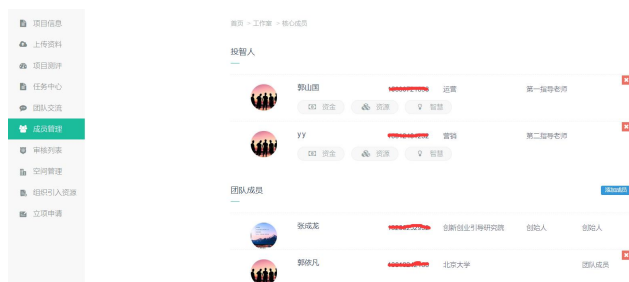 项目信息
上传资料
项目测评
任务中心
团队交流
成员管理
审核列表
空间管理
组织引入资源
立项申请
首页 > 工作室 > 核心成员
投智人
郭山国 运营 第一指导老师
资金 资源 智慧
yy 营销 第二指导老师
资金 资源 智慧
团队成员
添加成员
张成龙 创新创业引导研究院 创始人 创始人
郭依凡 北京大学 团队成员